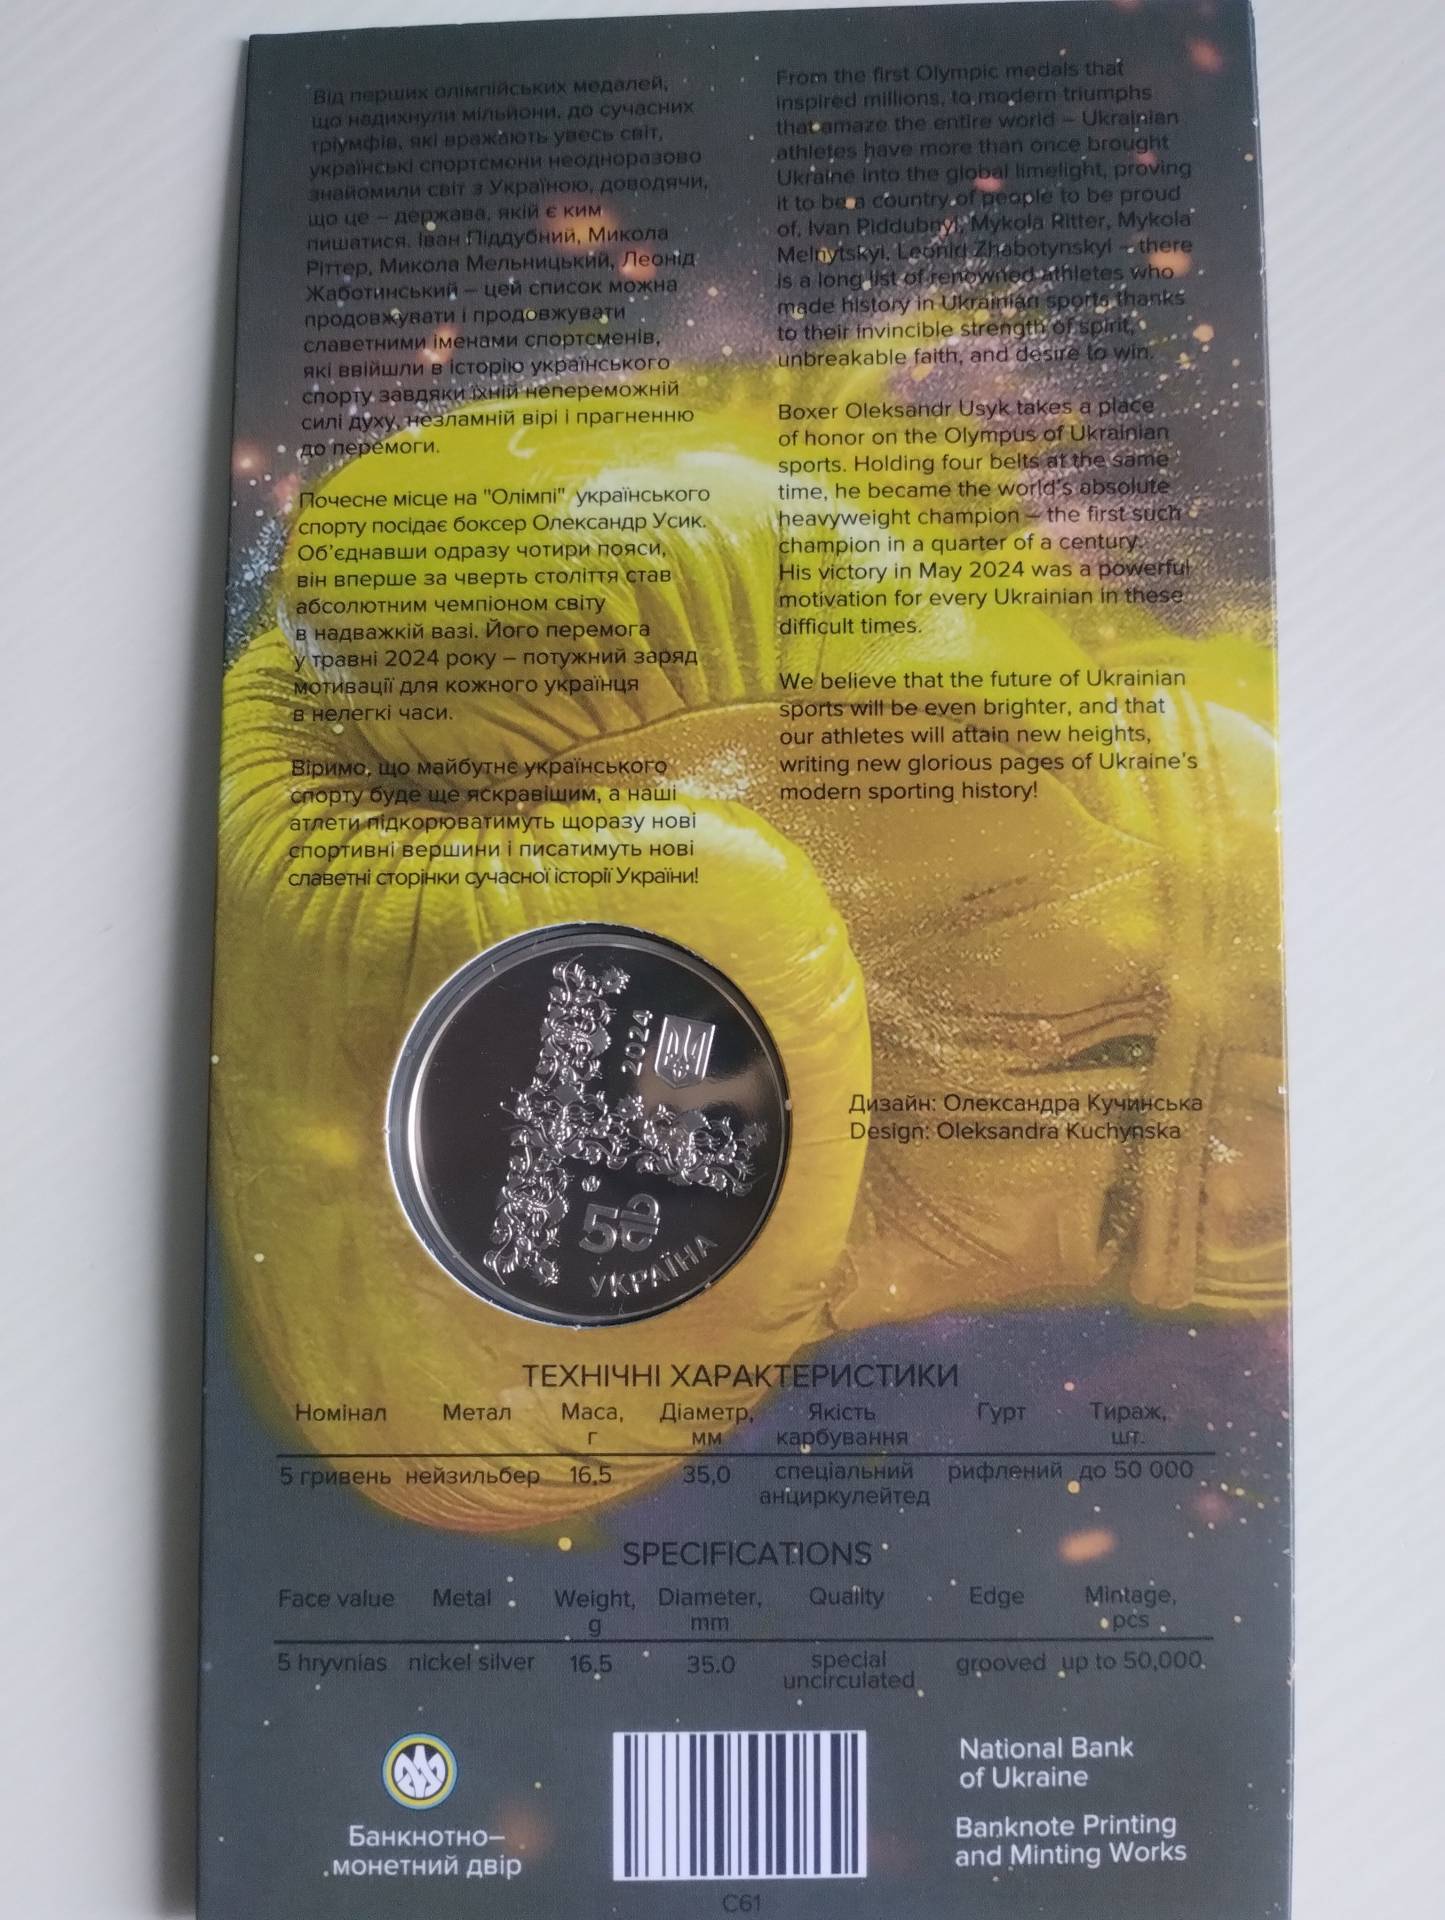 Від перших олімпійських медалей,
що надихнули мільйони, до сучасних
тріумфів, які вражають увесь світ,
українські спортсмени неодноразово
знайомили світ з Україною, доводячи,
що це – держава, якій є ким
пишатися. Іван Піддубний, Микола
Ріттер, Микола Мельницький, Леонід
Жаботинський – цей список можна
продовжувати і продовжувати
славетними іменами спортсменів,
які ввійшли в історію українського
спорту завдяки їхній непереможній
силі духу, незламній вірі і прагненню
до перемоги.
Почесне місце на "Олімпі" українського
спорту посідає боксер Олександр Усик.
Об'єднавши одразу чотири пояси,
він вперше за чверть століття став
абсолютним чемпіоном світу
в надважкій вазі. Його перемога
у травні 2024 року – потужний заряд
мотивації для кожного українця
в нелегкі часи.
Віримо, що майбутнє українського
спорту буде ще яскравішим, а наші
атлети підкорюватимуть щоразу нові
спортивні вершини і писатимуть нові
славетні сторінки сучасної історії України!
From the first Olympic medals that
inspired millions, to modern triumphs
that amaze the entire world – Ukrainian
athletes have more than once brought
Ukraine into the global limelight, proving
it to be a country of people to be proud
of. Ivan Piddubnyi, Mykola Ritter, Mykola
Melnytskyi, Leonid Zhabotynskyi – there
is a long list of renowned athletes who
made history in Ukrainian sports thanks
to their invincible strength of spirit,
unbreakable faith, and desire to win.
Boxer Oleksandr Usyk takes a place
of honor on the Olympus of Ukrainian
sports. Holding four belts at the same
time, he became the world's absolute
heavyweight champion – the first such
champion in a quarter of a century.
His victory in May 2024 was a powerful
motivation for every Ukrainian in these
difficult times.
We believe that the future of Ukrainian
sports will be even brighter, and that
our athletes will attain new heights,
writing new glorious pages of Ukraine's
modern sporting history!
2024
5₴
УКРАЇНА
Дизайн: Олександра Кучинська
Design: Oleksandra Kuchynska
ТЕХНІЧНІ ХАРАКТЕРИСТИКИ
Номінал Метал Маса, г Діаметр, мм Якість карбування Гурт Тираж, шт.
5 гривень нейзильбер 16,5 35,0 спеціальний анциркулейтед рифлений до 50 000
SPECIFICATIONS
Face value Metal Weight, g Diameter, mm Quality Edge Mintage, pcs
5 hryvnias nickel silver 16.5 35.0 special uncirculated grooved up to 50,000
Банкнотно–
монетний двір
C61
National Bank
of Ukraine
Banknote Printing
and Minting Works